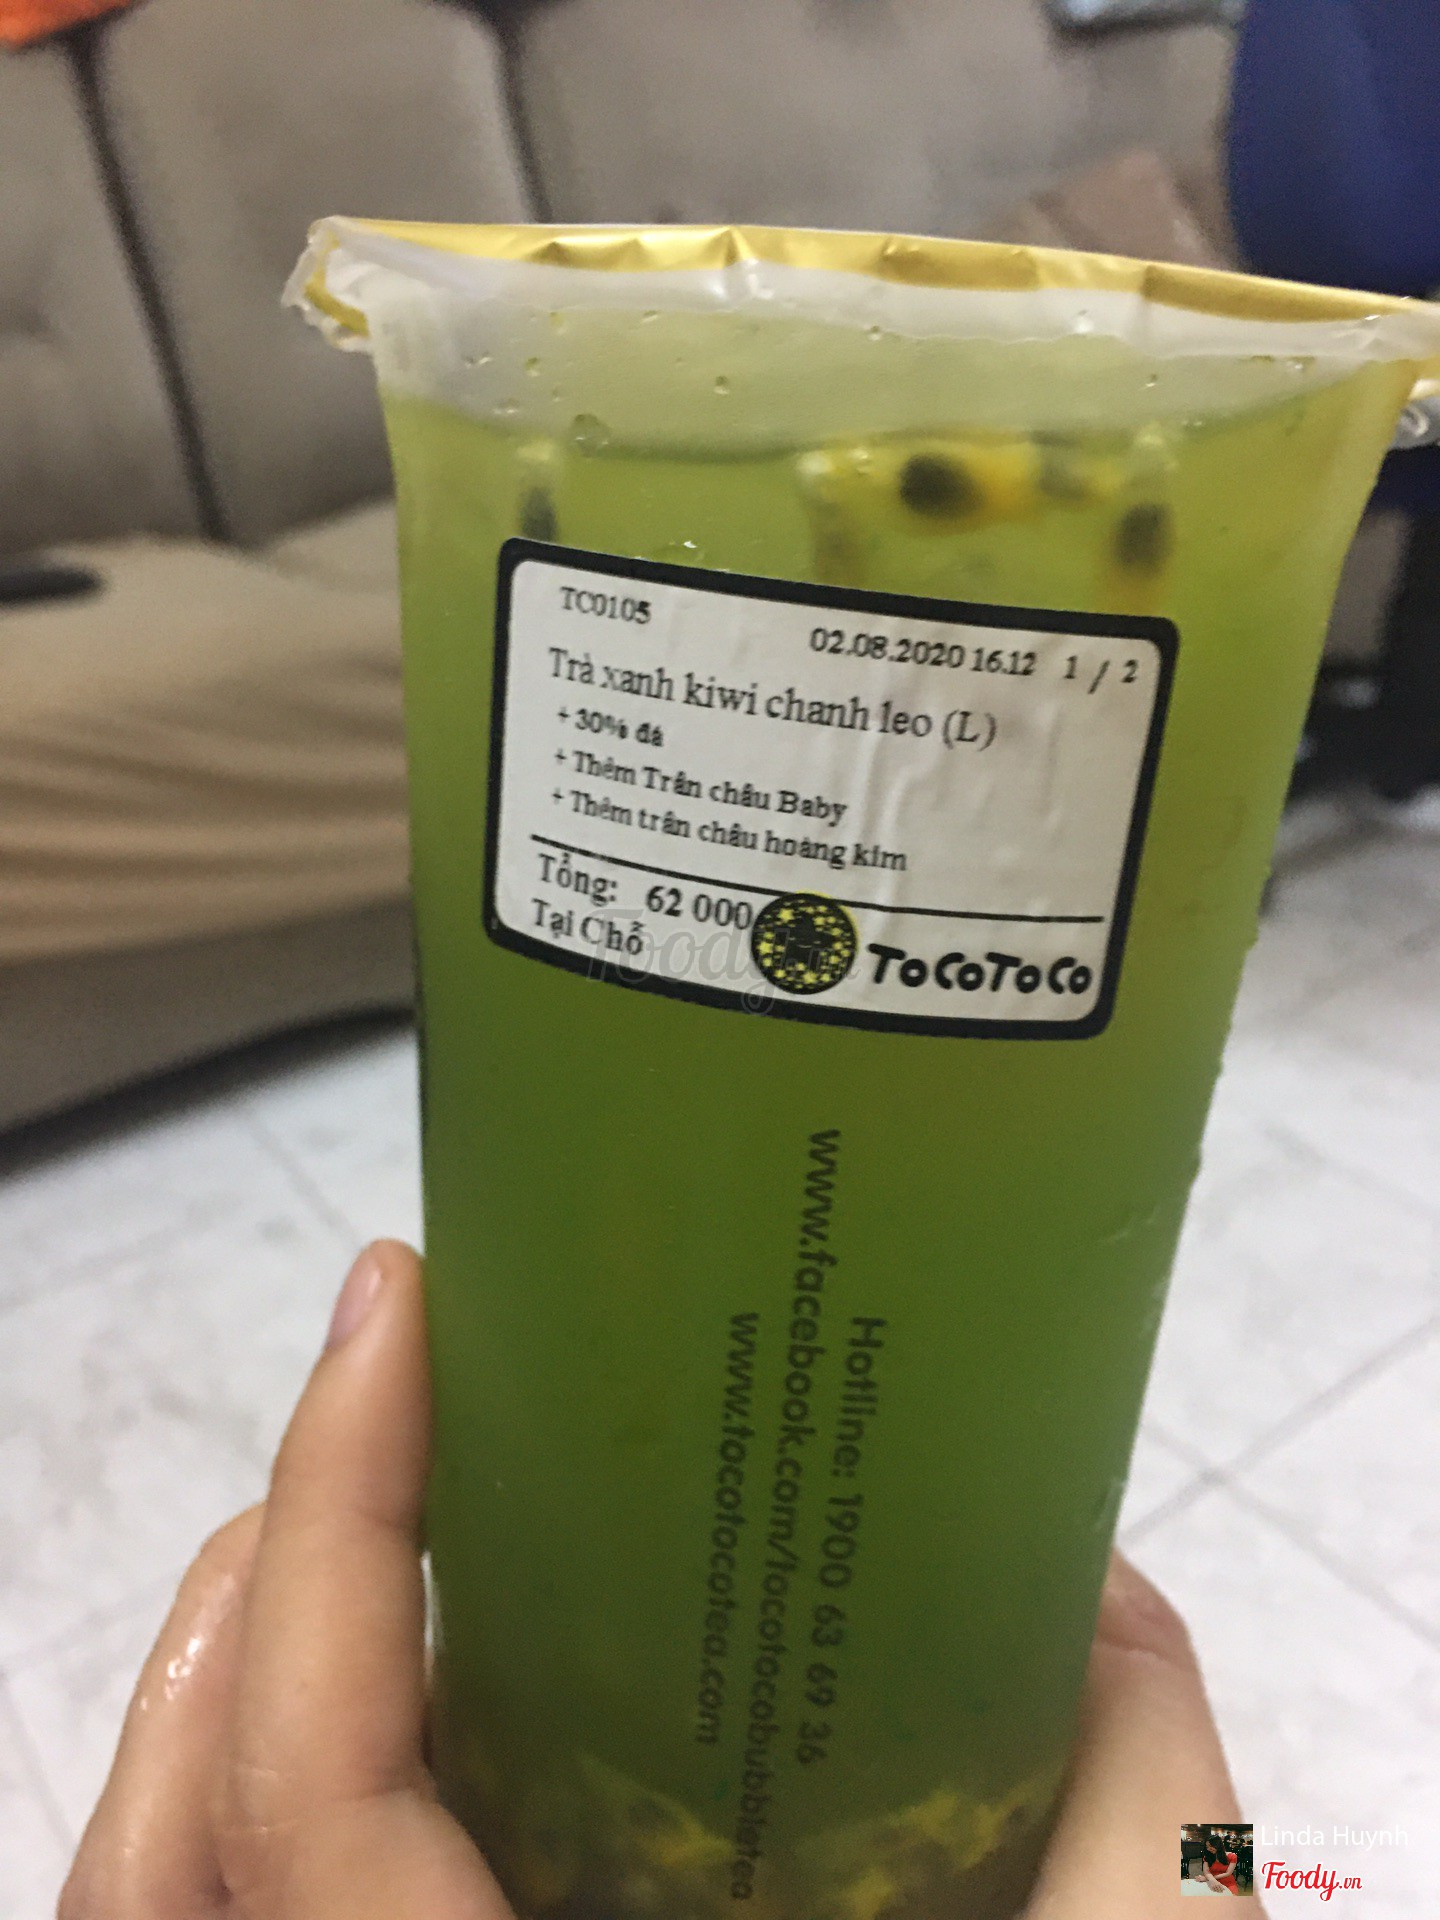 TC0105
02.08.2020 16.12 1 / 2
Trà xanh kiwi chanh leo (L)
+ 30% đá
+ Thêm Trân châu Baby
+ Thêm trân châu hoàng kim
Tổng: 62 000
Tại Chỗ
ToCoToCo
Foody.vn
Hotline: 1900 63 69 36
www.facebook.com/tocotocobubbletea
www.tocotocotea.com
Linda Huynh
Foody.vn